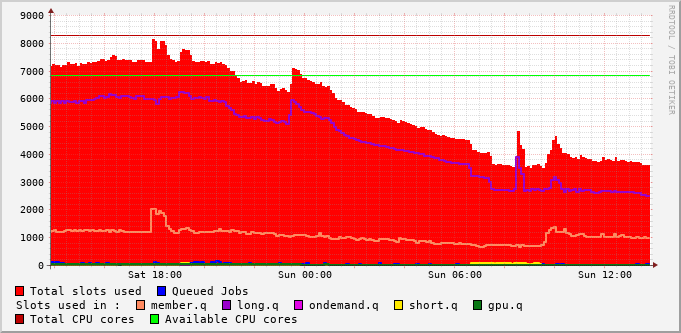 9000
8000
7000
6000
5000
4000
3000
2000
1000
0
Sat 18:00 Sun 00:00 Sun 06:00 Sun 12:00
Total slots used Queued Jobs
Slots used in : member.q long.q ondemand.q short.q gpu.q
Total CPU cores Available CPU cores
RRDTOOL / TOBI OETIKER